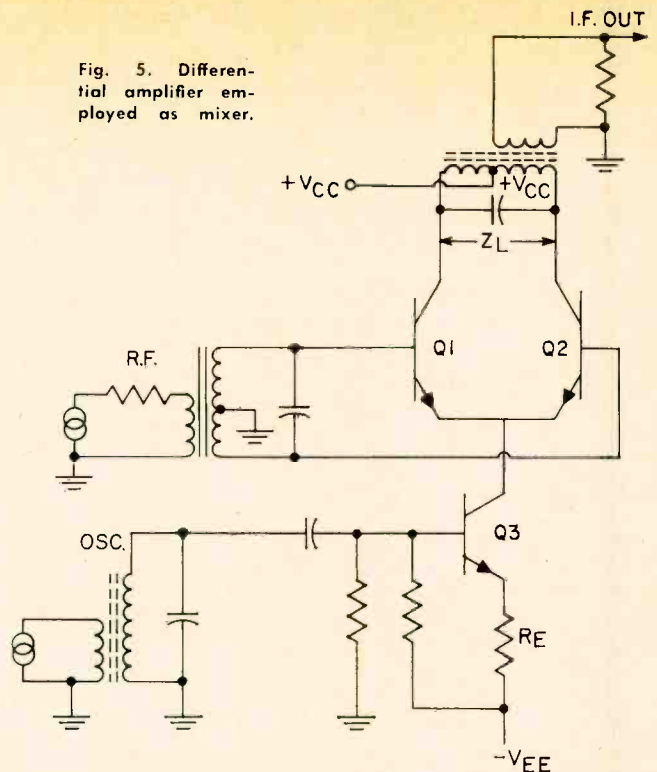 I.F. OUT
Fig. 5. Differen-
tial amplifier em-
ployed as mixer.
+VCC
+VCC
ZL
R.F.
Q1
Q2
OSC.
Q3
RE
-VEE